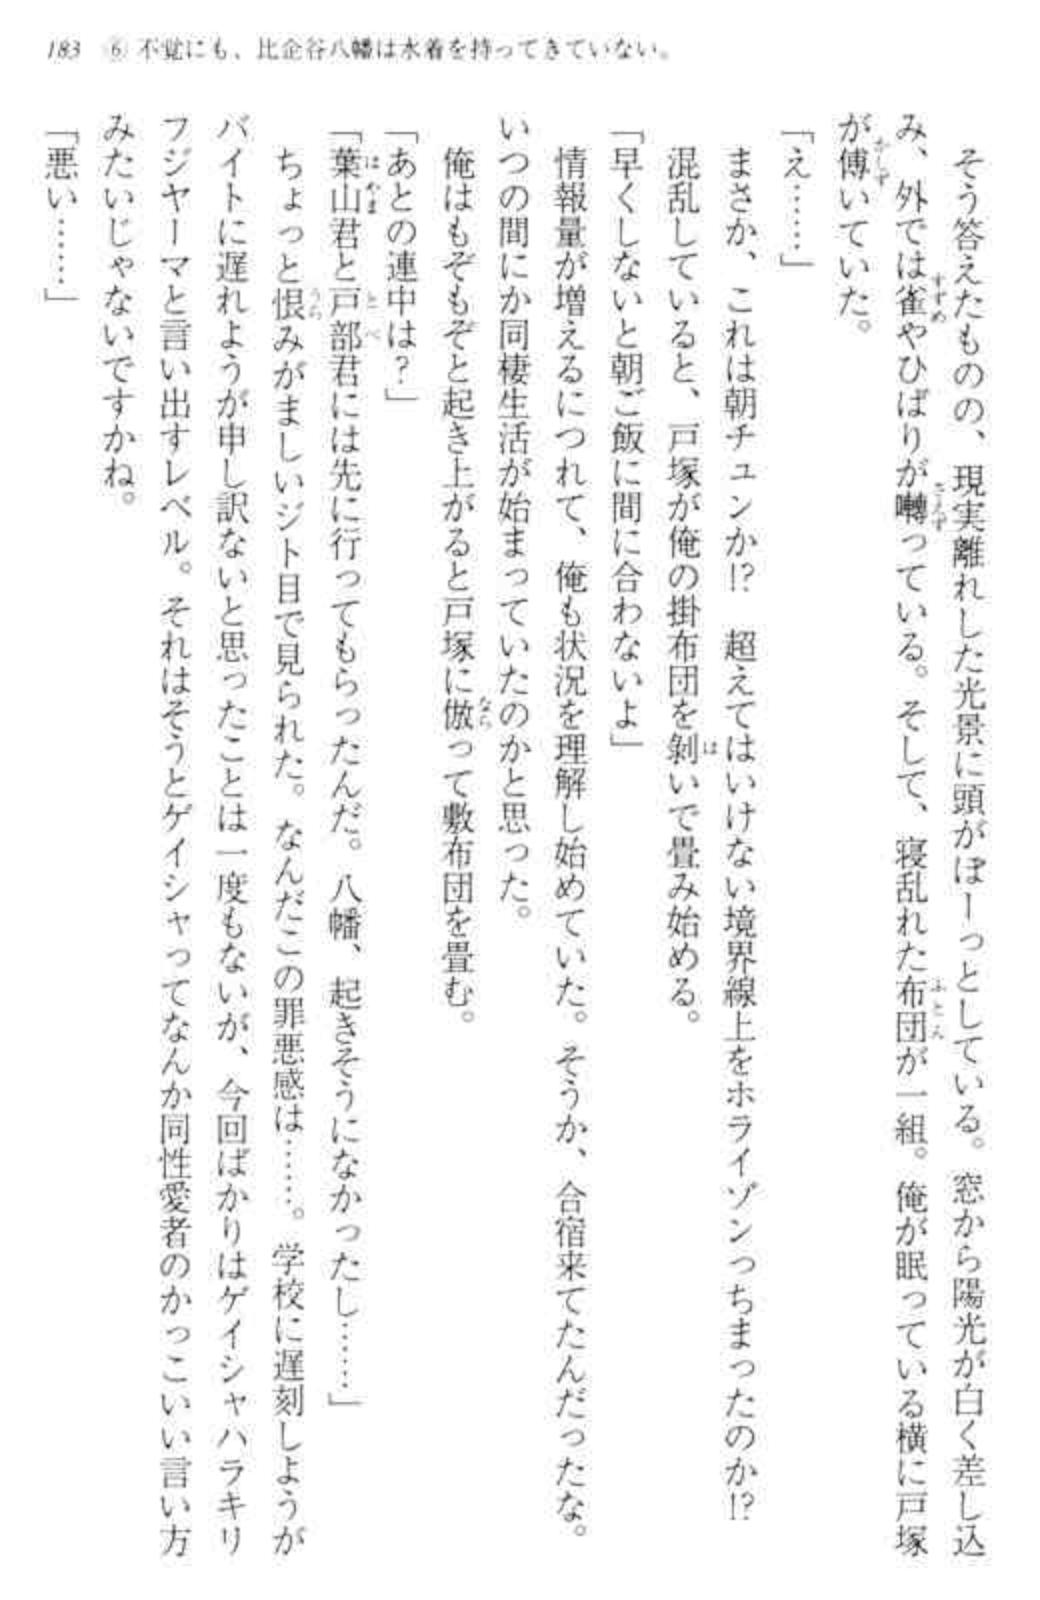 183 ⑥ 不覚にも、比企谷八幡は水着を持ってきていない。
そう答えたものの、現実離れした光景に頭がぽーっとしている。窓から陽光が白く差し込
み、外では雀やひばりが囀っている。そして、寝乱れた布団が一組。俺が眠っている横に戸塚
が傅いていた。
「え……」
まさか、これは朝チュンか!?　超えてはいけない境界線上をホライゾンっちまったのか!?
混乱していると、戸塚が俺の掛布団を剝いで畳み始める。
「早くしないと朝ご飯に間に合わないよ」
情報量が増えるにつれて、俺も状況を理解し始めていた。そうか、合宿来てたんだったな。
いつの間にか同棲生活が始まっていたのかと思った。
俺はもぞもぞと起き上がると戸塚に倣って敷布団を畳む。
「あとの連中は？」
「葉山君と戸部君には先に行ってもらったんだ。八幡、起きそうになかったし……」
ちょっと恨みがましいジト目で見られた。なんだこの罪悪感は……。学校に遅刻しようが
バイトに遅れようが申し訳ないと思ったことは一度もないが、今回ばかりはゲイシャハラキリ
フジヤーマと言い出すレベル。それはそうとゲイシャってなんか同性愛者のかっこいい言い方
みたいじゃないですかね。
「悪い……」